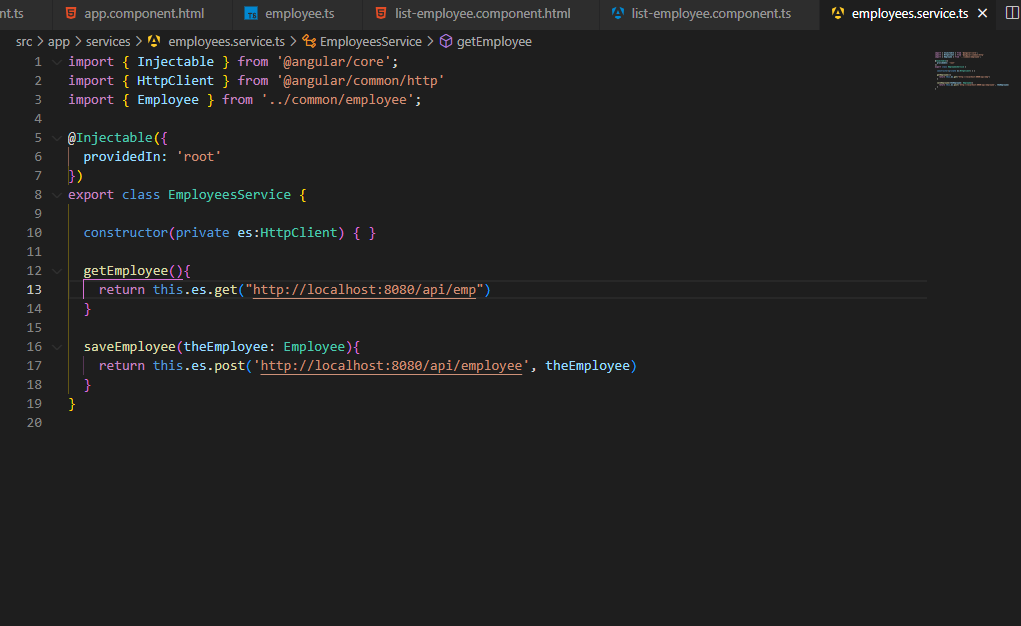 nt.ts app.component.html employee.ts list-employee.component.html list-employee.component.ts employees.service.ts
src > app > services > employees.service.ts > EmployeesService > getEmployee
1 import { Injectable } from '@angular/core';
2 import { HttpClient } from '@angular/common/http'
3 import { Employee } from '../common/employee';
4
5 @Injectable({
6 providedIn: 'root'
7 })
8 export class EmployeesService {
9
10 constructor(private es:HttpClient) { }
11
12 getEmployee(){
13 return this.es.get("http://localhost:8080/api/emp")
14 }
15
16 saveEmployee(theEmployee: Employee){
17 return this.es.post('http://localhost:8080/api/employee', theEmployee)
18 }
19 }
20